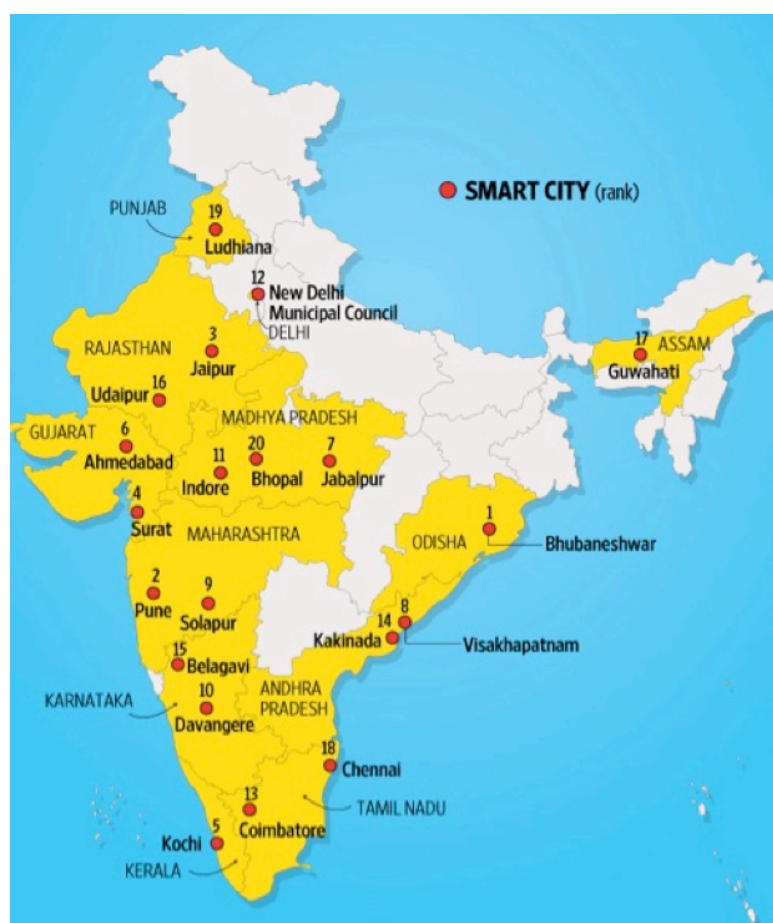 SMART CITY (rank)
PUNJAB
19
Ludhiana
12
New Delhi
Municipal Council
DELHI
3
Jaipur
RAJASTHAN
17
ASSAM
Guwahati
16
Udaipur
MADHYA PRADESH
GUJARAT
6
Ahmedabad
11
Indore
20
Bhopal
7
Jabalpur
4
Surat
MAHARASHTRA
1
ODISHA
Bhubaneshwar
2
Pune
9
Solapur
14
Kakinada
8
Visakhapatnam
15
Belagavi
KARNATAKA
10
Davangere
ANDHRA
PRADESH
18
Chennai
13
Coimbatore
TAMIL NADU
5
Kochi
KERALA